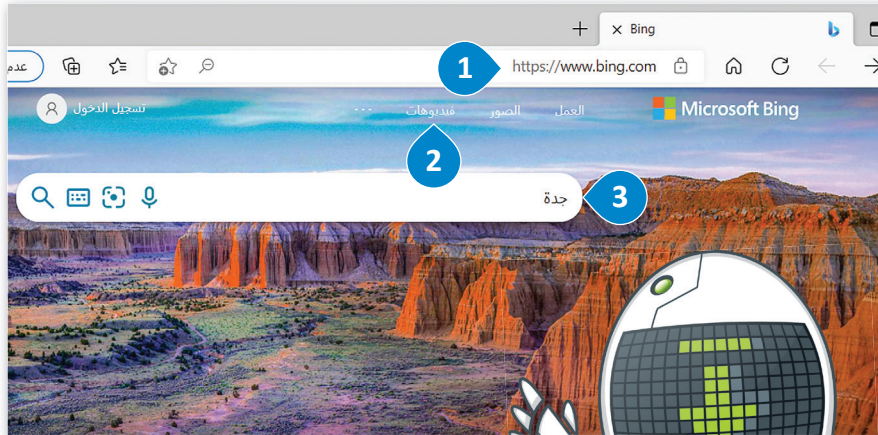 Bing
عدم
1
https://www.bing.com
Microsoft Bing
العمل الصور فيديوهات ...
تسجيل الدخول
2
جدة
3